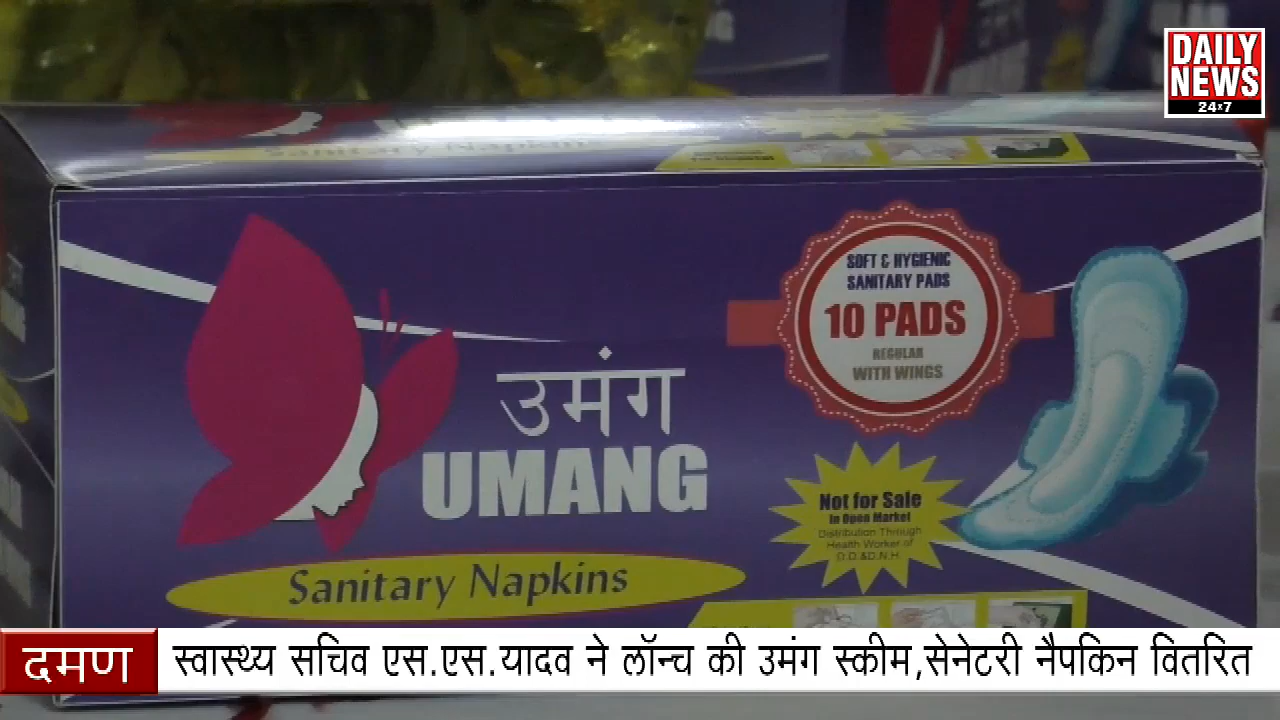 DAILY
NEWS
24x7
Sanitary Napkin
SOFT & HYGIENIC
SANITARY PADS
10 PADS
REGULAR
WITH WINGS
उमंग
UMANG
Not for Sale
In Open Market
Distribution Through
Health Worker of
D.D.&D.N.H.
Sanitary Napkins
दमण
स्वास्थ्य सचिव एस.एस.यादव ने लॉन्च की उमंग स्कीम,सेनेटरी नैपकिन वितरित